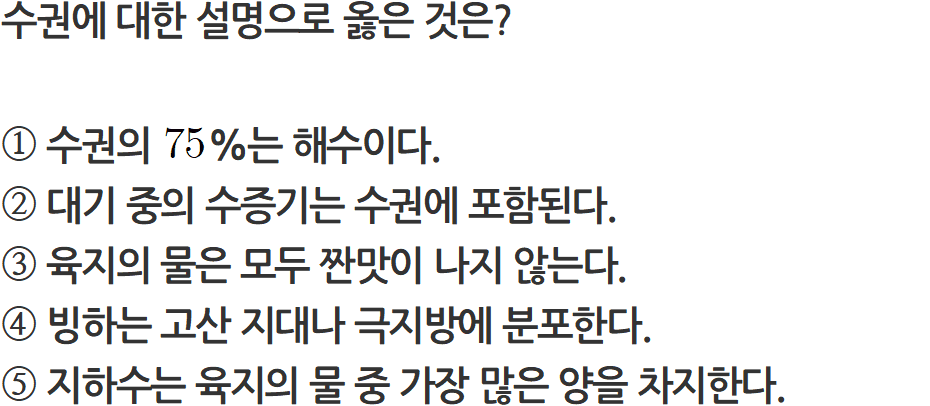 수권에 대한 설명으로 옳은 것은?
① 수권의 75%는 해수이다.
② 대기 중의 수증기는 수권에 포함된다.
③ 육지의 물은 모두 짠맛이 나지 않는다.
④ 빙하는 고산 지대나 극지방에 분포한다.
⑤ 지하수는 육지의 물 중 가장 많은 양을 차지한다.